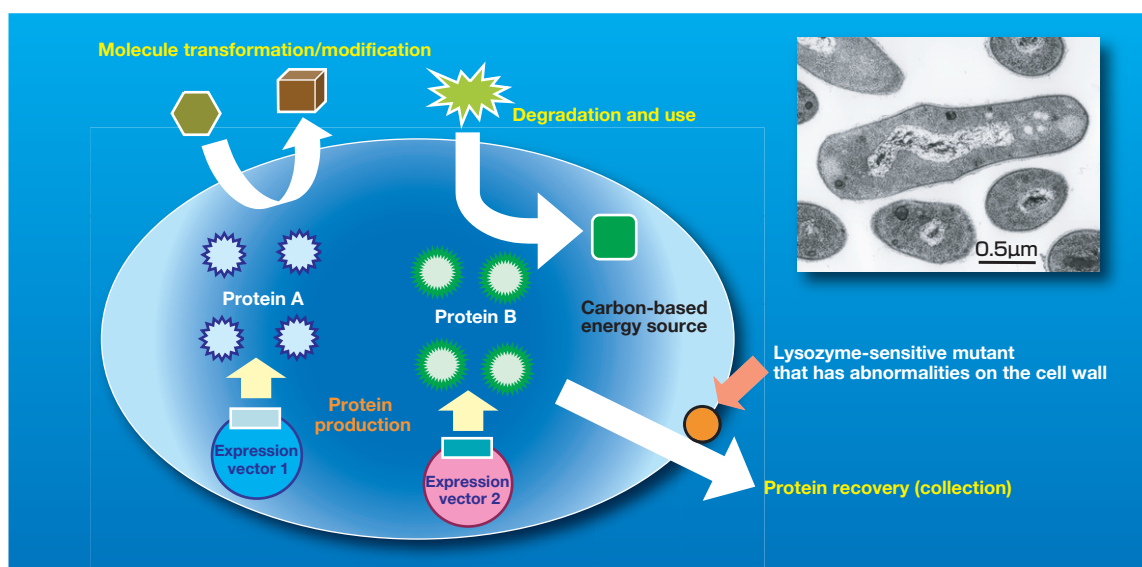 Molecule transformation/modification
Degradation and use
0.5μm
Protein A
Protein B
Carbon-based
energy source
Lysozyme-sensitive mutant
that has abnormalities on the cell wall
Protein
production
Expression
vector 1
Expression
vector 2
Protein recovery (collection)